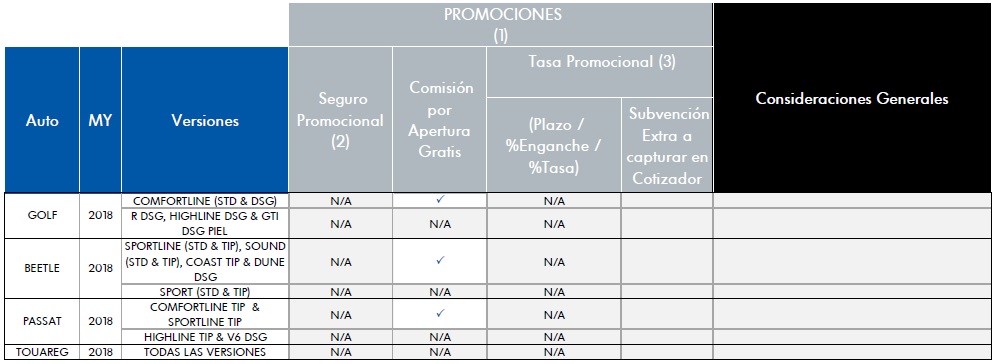 PROMOCIONES
(1)
Auto MY Versiones
Seguro
Promocional
(2)
Comisión
por
Apertura
Gratis
Tasa Promocional (3)
(Plazo /
%Enganche /
%Tasa)
Subvención
Extra a
capturar en
Cotizador
Consideraciones Generales
GOLF 2018
COMFORTLINE (STD & DSG) N/A ✓ N/A
R DSG, HIGHLINE DSG & GTI
DSG PIEL
N/A N/A N/A
BEETLE 2018
SPORTLINE (STD & TIP), SOUND
(STD & TIP), COAST TIP & DUNE
DSG
N/A ✓ N/A
SPORT (STD & TIP) N/A N/A N/A
PASSAT 2018
COMFORTLINE TIP &
SPORTLINE TIP
N/A ✓ N/A
HIGHLINE TIP & V6 DSG N/A N/A N/A
TOUAREG 2018 TODAS LAS VERSIONES N/A N/A N/A